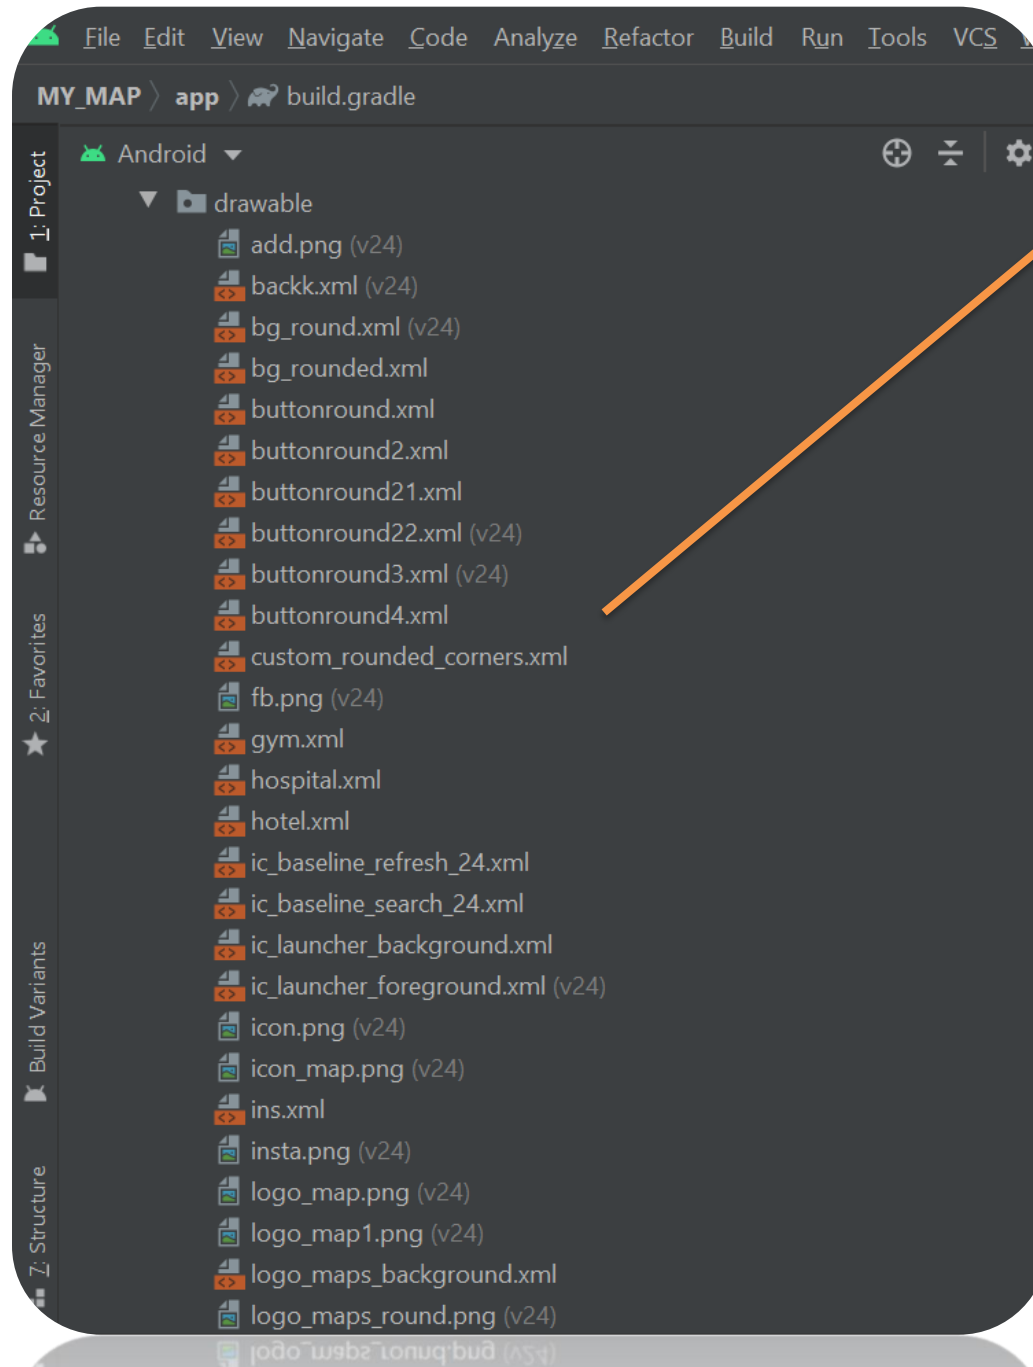 File Edit View Navigate Code Analyze Refactor Build Run Tools VCS
MY_MAP app build.gradle
Android
1: Project
Resource Manager
2: Favorites
Build Variants
7: Structure
drawable
add.png (v24)
backk.xml (v24)
bg_round.xml (v24)
bg_rounded.xml
buttonround.xml
buttonround2.xml
buttonround21.xml
buttonround22.xml (v24)
buttonround3.xml (v24)
buttonround4.xml
custom_rounded_corners.xml
fb.png (v24)
gym.xml
hospital.xml
hotel.xml
ic_baseline_refresh_24.xml
ic_baseline_search_24.xml
ic_launcher_background.xml
ic_launcher_foreground.xml (v24)
icon.png (v24)
icon_map.png (v24)
ins.xml
insta.png (v24)
logo_map.png (v24)
logo_map1.png (v24)
logo_maps_background.xml
logo_maps_round.png (v24)